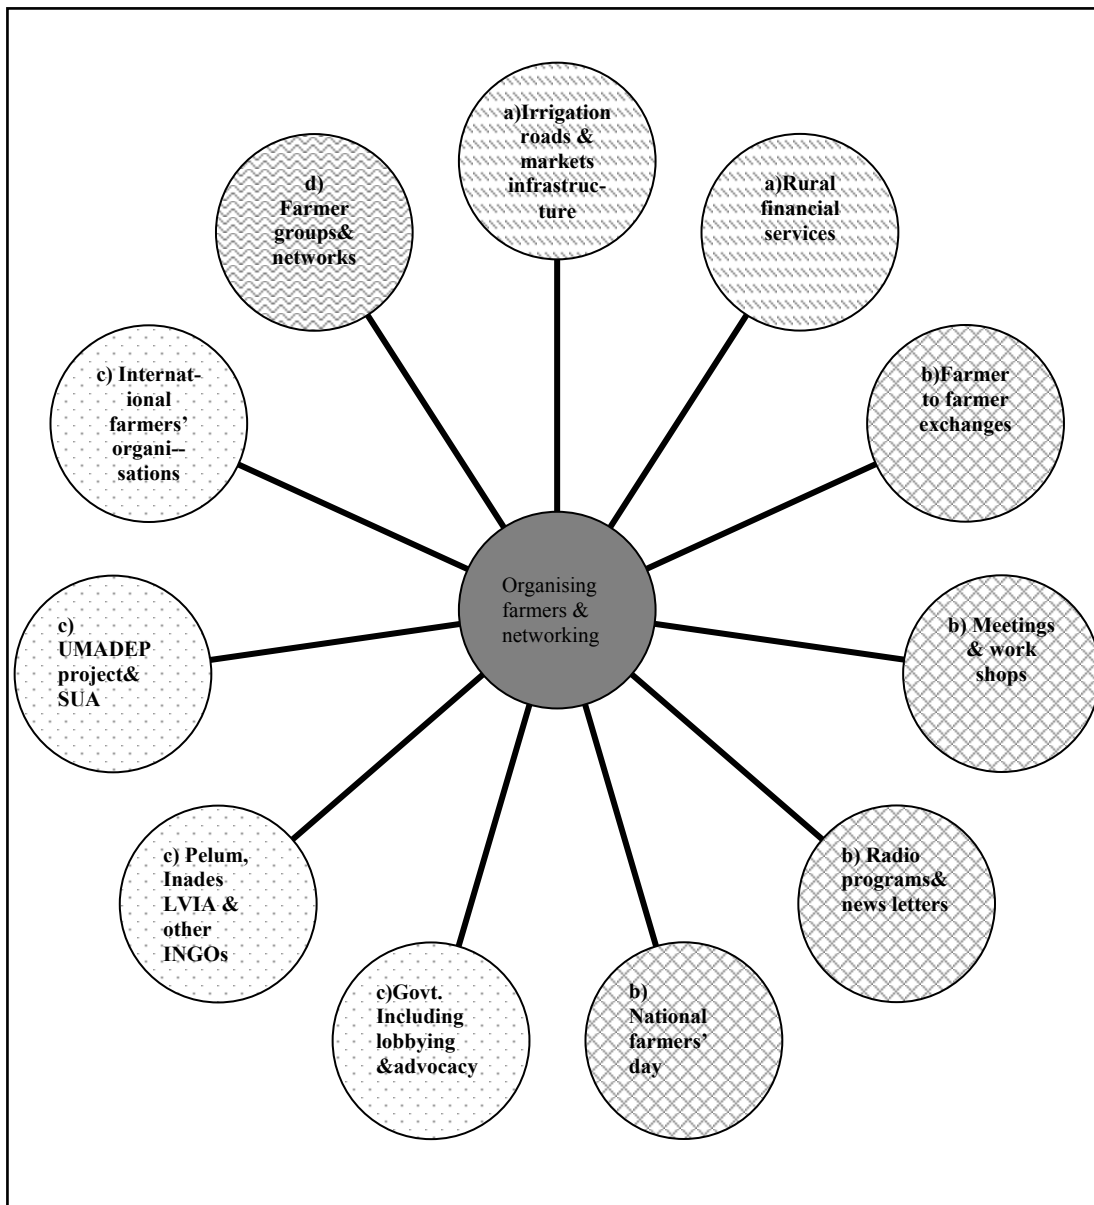 a)Irrigation
roads &
markets
infrastruc-
ture
a)Rural
financial
services
b)Farmer
to farmer
exchanges
b) Meetings
& work
shops
b) Radio
programs&
news letters
b)
National
farmers’
day
c)Govt.
Including
lobbying
&advocacy
c) Pelum,
Inades
LVIA &
other
INGOs
c)
UMADEP
project&
SUA
c) Internat-
ional
farmers’
organi--
sations
d)
Farmer
groups&
networks
Organising
farmers &
networking